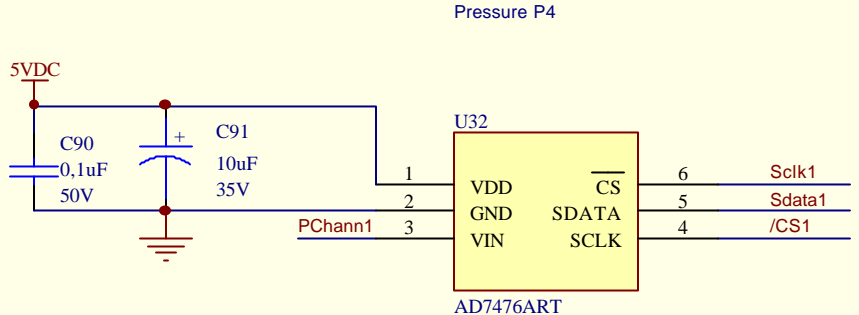 Pressure P4
5VDC
C90
0,1uF
50V
+
C91
10uF
35V
U32
1 VDD CS 6 Sclk1
2 GND SDATA 5 Sdata1
PChann1 3 VIN SCLK 4 /CS1
AD7476ART